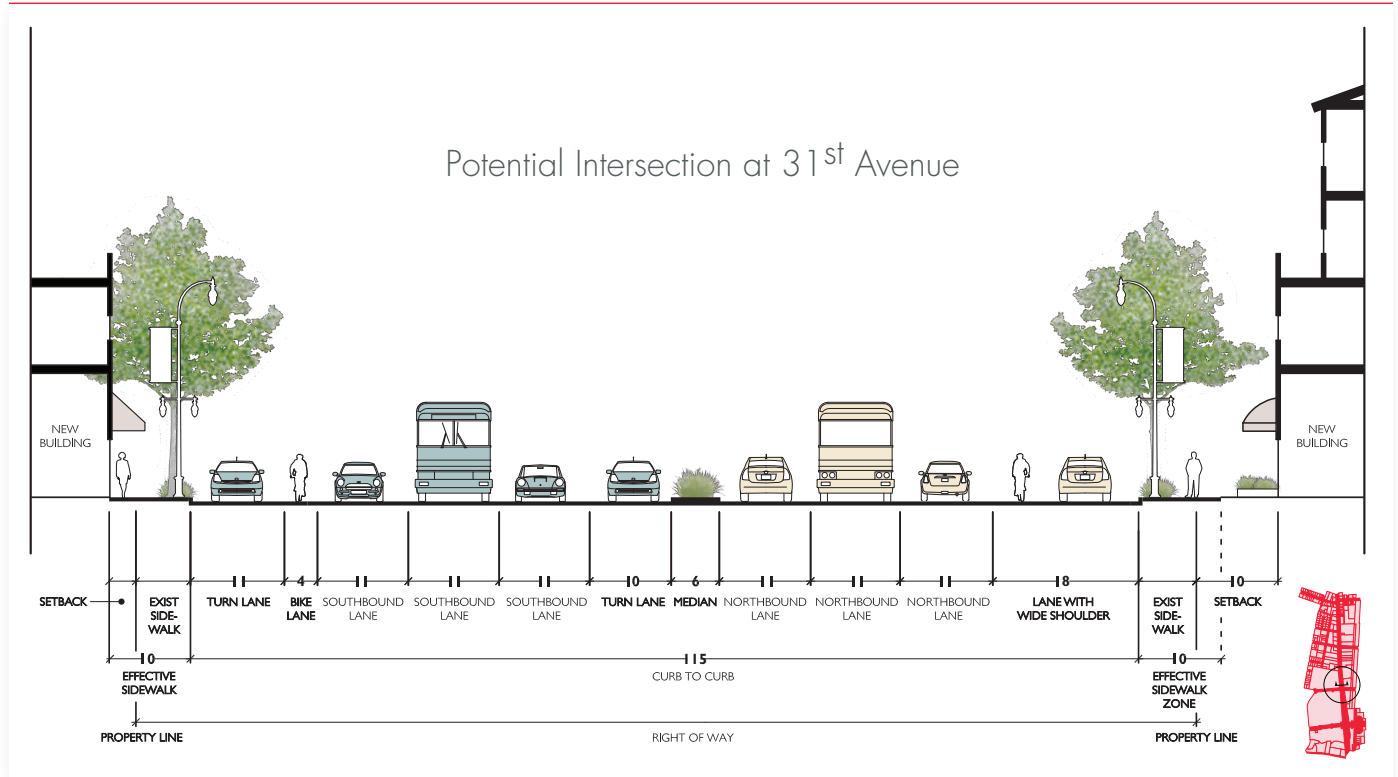 Potential Intersection at 31st Avenue
NEW
BUILDING
NEW
BUILDING
11
4
11
11
11
10
6
11
11
11
18
10
SETBACK
EXIST
SIDE-
WALK
TURN LANE
BIKE
LANE
SOUTHBOUND
LANE
SOUTHBOUND
LANE
SOUTHBOUND
LANE
TURN LANE
MEDIAN
NORTHBOUND
LANE
NORTHBOUND
LANE
NORTHBOUND
LANE
LANE WITH
WIDE SHOULDER
EXIST
SIDE-
WALK
SETBACK
10
EFFECTIVE
SIDEWALK
115
CURB TO CURB
10
EFFECTIVE
SIDEWALK
ZONE
PROPERTY LINE
RIGHT OF WAY
PROPERTY LINE